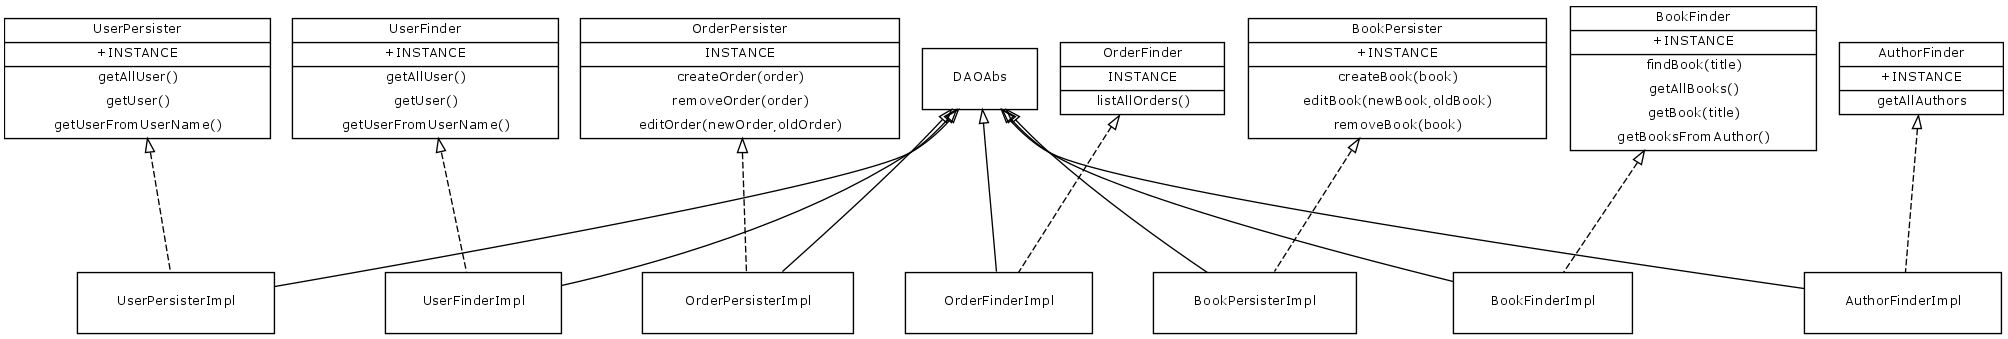 UserPersister
+INSTANCE
getAllUser()
getUser()
getUserFromUserName()
UserFinder
+INSTANCE
getAllUser()
getUser()
getUserFromUserName()
OrderPersister
INSTANCE
createOrder(order)
removeOrder(order)
editOrder(newOrder,oldOrder)
DAOAbs
OrderFinder
INSTANCE
listAllOrders()
BookPersister
+INSTANCE
createBook(book)
editBook(newBook,oldBook)
removeBook(book)
BookFinder
+INSTANCE
findBook(title)
getAllBooks()
getBook(title)
getBooksFromAuthor()
AuthorFinder
+INSTANCE
getAllAuthors
UserPersisterImpl
UserFinderImpl
OrderPersisterImpl
OrderFinderImpl
BookPersisterImpl
BookFinderImpl
AuthorFinderImpl